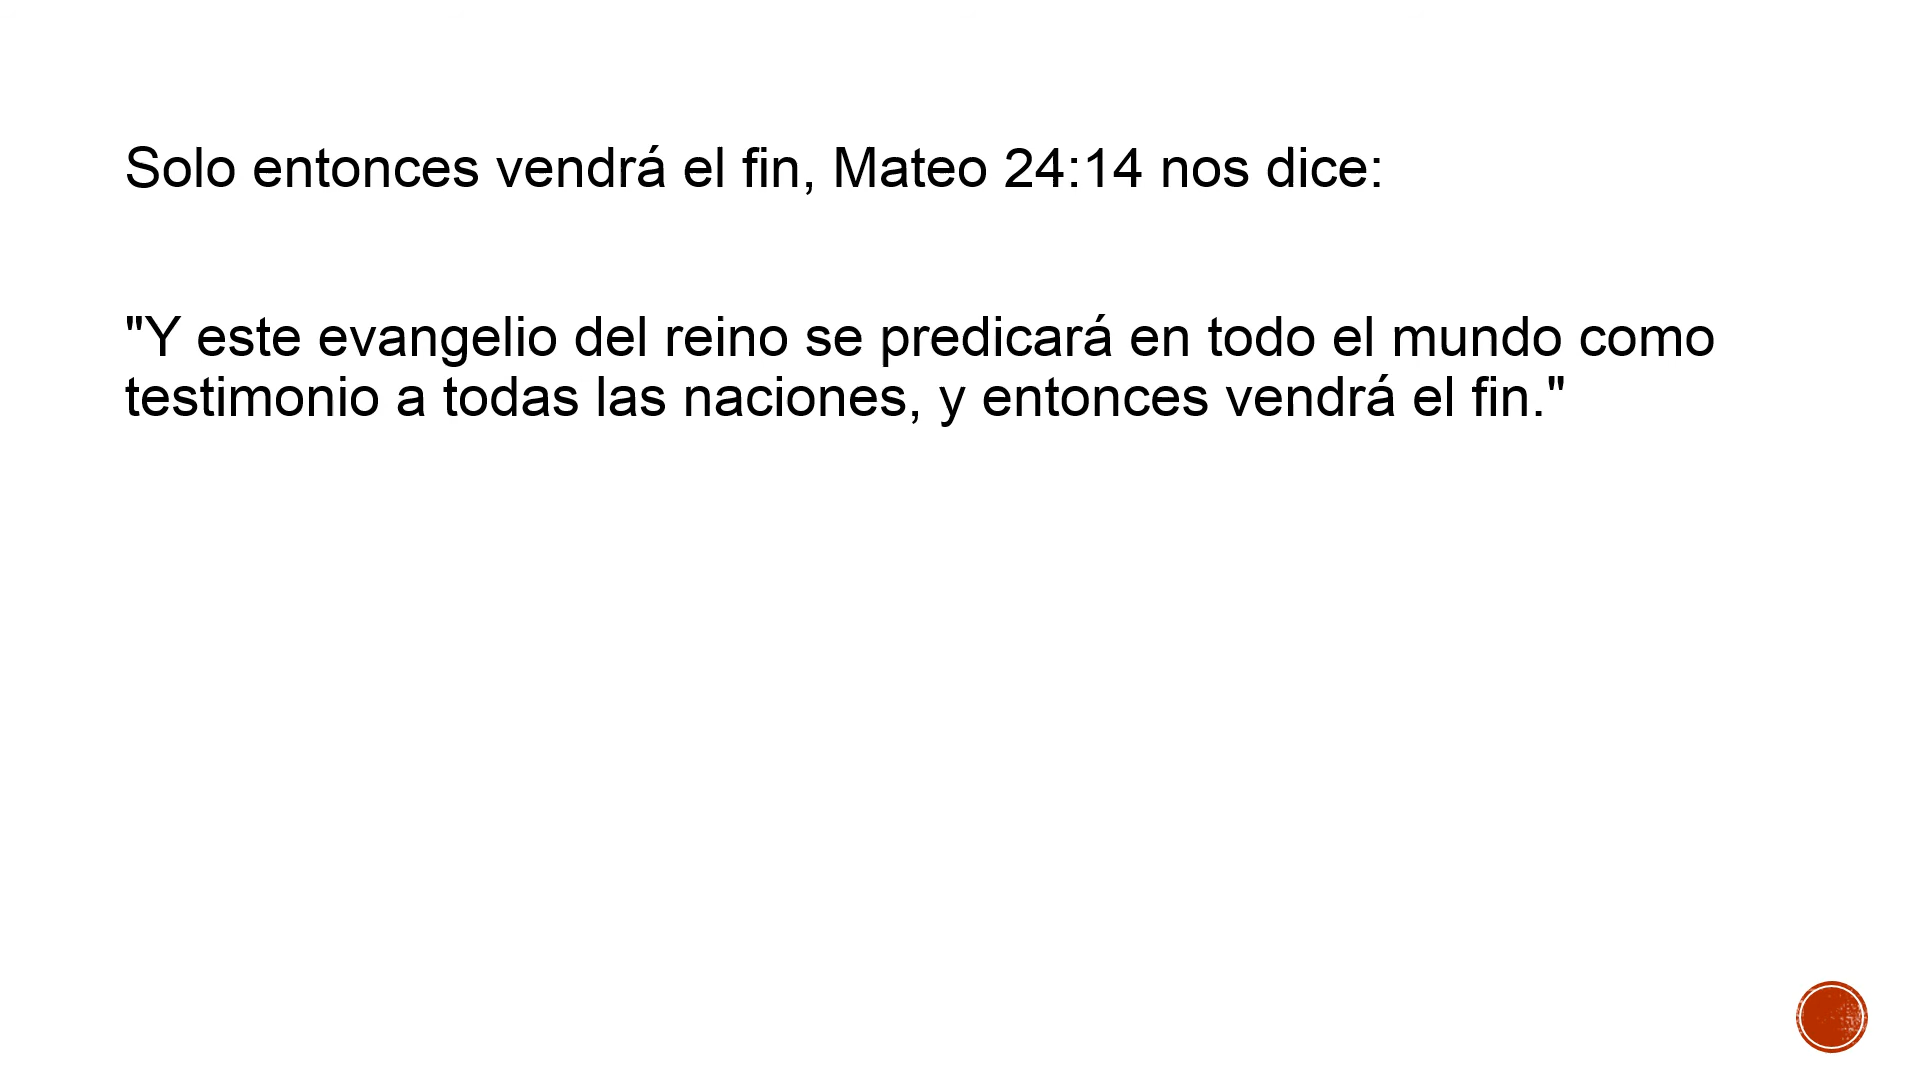 Solo entonces vendrá el fin, Mateo 24:14 nos dice:
"Y este evangelio del reino se predicará en todo el mundo como
testimonio a todas las naciones, y entonces vendrá el fin."